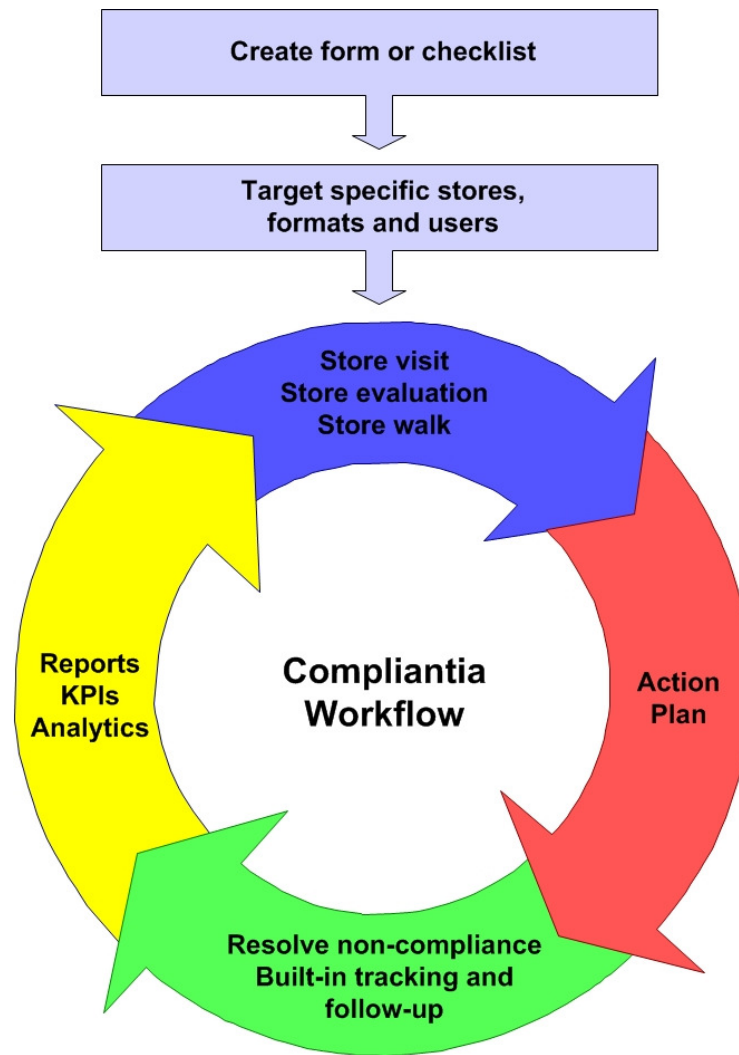 Create form or checklist
Target specific stores,
formats and users
Store visit
Store evaluation
Store walk
Reports
KPIs
Analytics
Compliantia
Workflow
Action
Plan
Resolve non-compliance
Built-in tracking and
follow-up